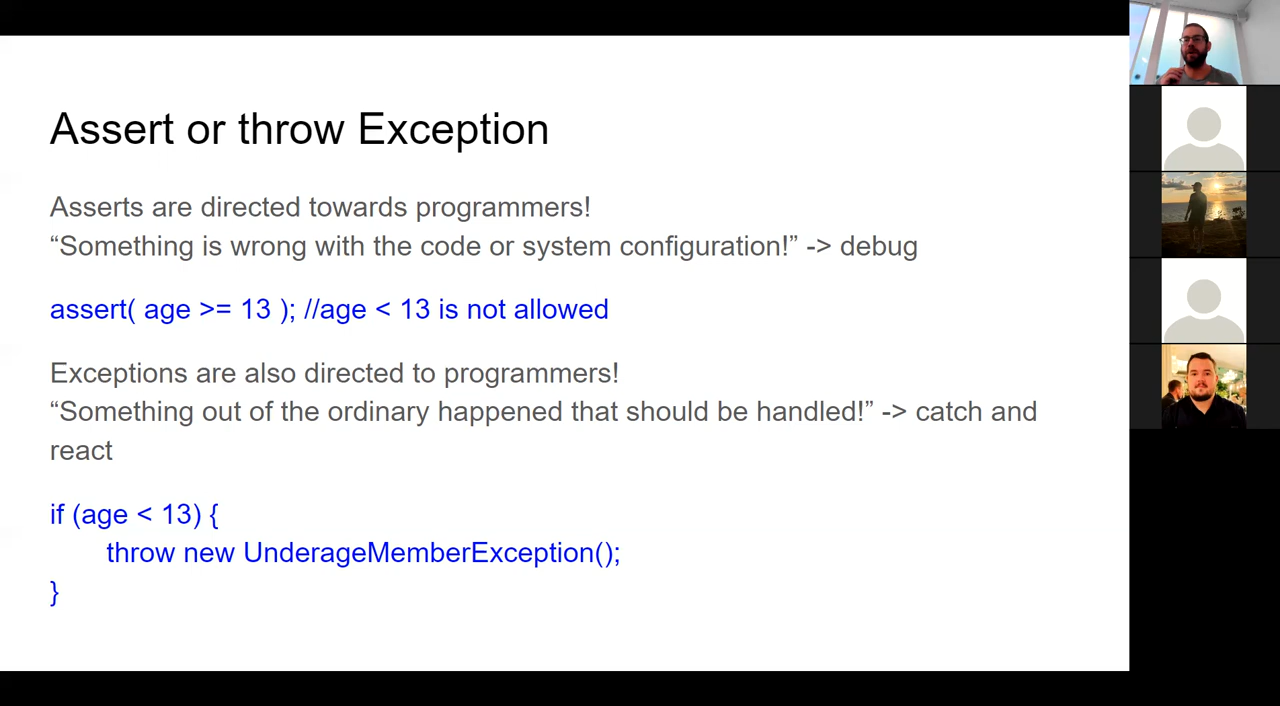 Assert or throw Exception
Asserts are directed towards programmers!
“Something is wrong with the code or system configuration!” -> debug
assert( age >= 13 ); //age < 13 is not allowed
Exceptions are also directed to programmers!
“Something out of the ordinary happened that should be handled!” -> catch and
react
if (age < 13) {
throw new UnderageMemberException();
}